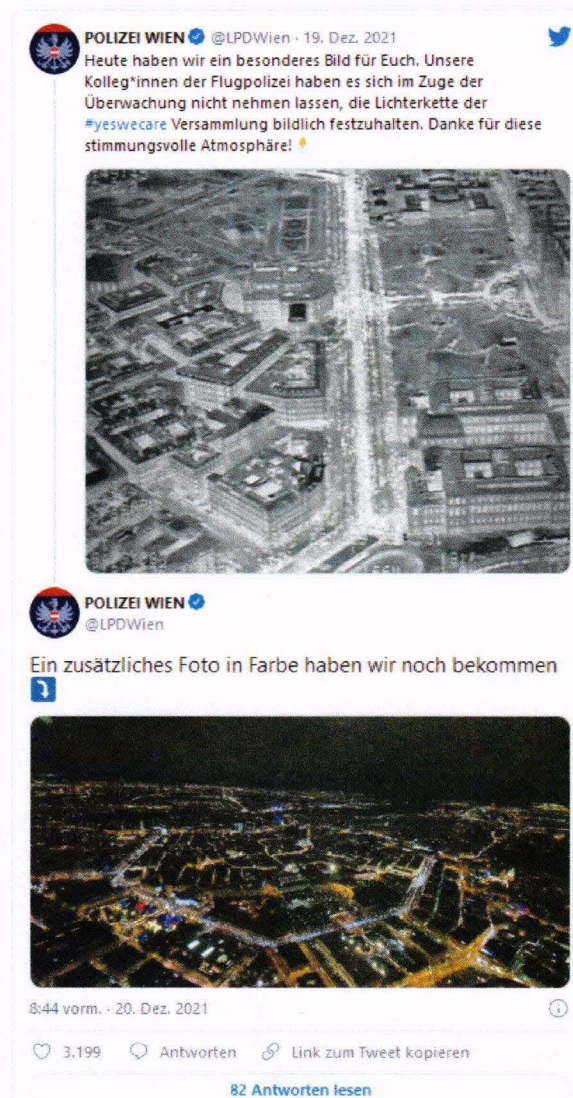 POLIZEI WIEN @LPDWien · 19. Dez. 2021
Heute haben wir ein besonderes Bild für Euch. Unsere
Kolleg*innen der Flugpolizei haben es sich im Zuge der
Überwachung nicht nehmen lassen, die Lichterkette der
#yeswecare Versammlung bildlich festzuhalten. Danke für diese
stimmungsvolle Atmosphäre!
POLIZEI WIEN
@LPDWien
Ein zusätzliches Foto in Farbe haben wir noch bekommen
8:44 vorm. · 20. Dez. 2021
3.199 Antworten Link zum Tweet kopieren
82 Antworten lesen